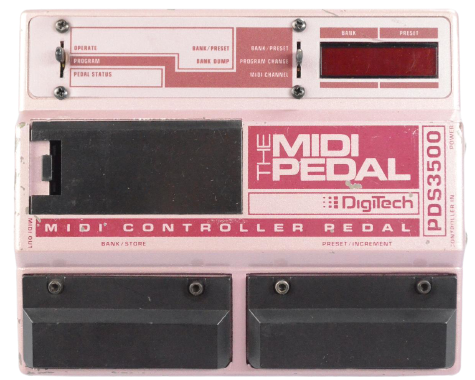 BANK PRESET
OPERATE BANK/PRESET BANK/PRESET
PROGRAM BANK DUMP PROGRAM CHANGE
PEDAL STATUS MIDI CHANNEL
POWER
THE MIDI PEDAL
DigiTech
PDS3500
CONTROLLER IN
MIDI OUT
MIDI CONTROLLER PEDAL
BANK/STORE PRESET/INCREMENT